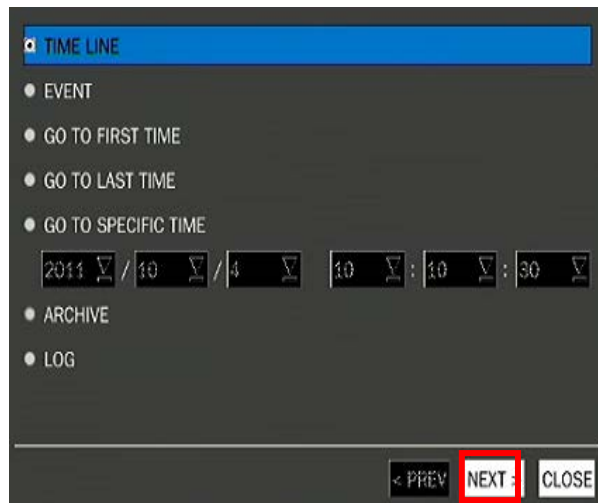 TIME LINE
EVENT
GO TO FIRST TIME
GO TO LAST TIME
GO TO SPECIFIC TIME
2011 / 10 / 4 10 : 10 : 30
ARCHIVE
LOG
< PREV NEXT > CLOSE